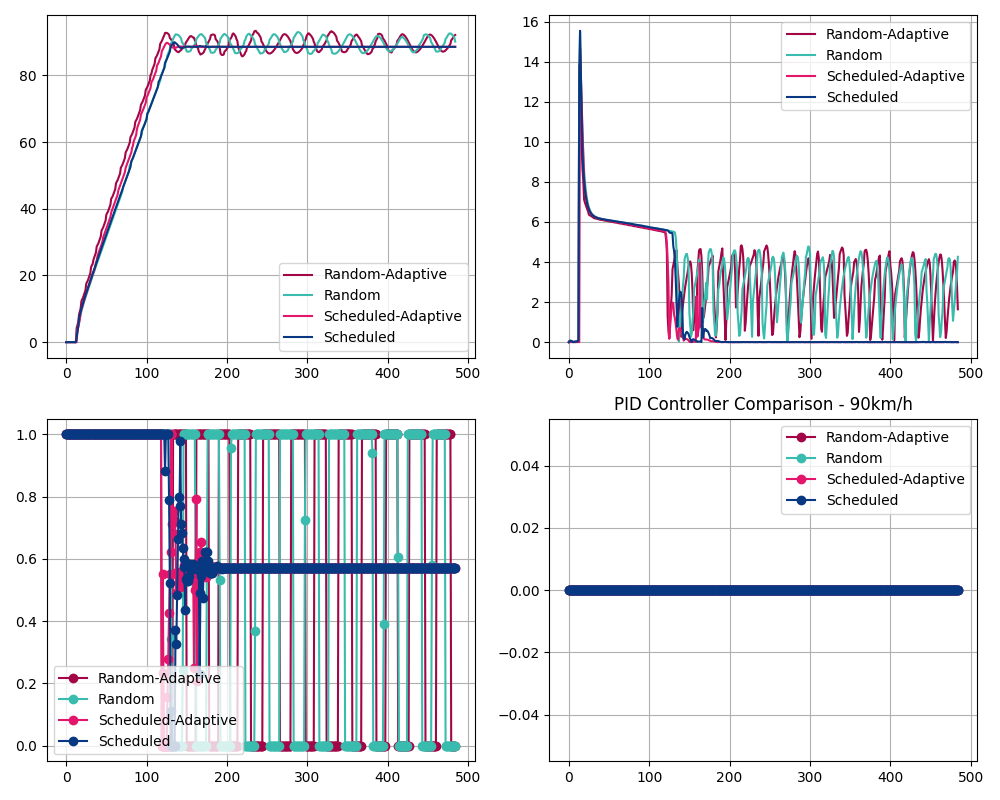 80
60
40
20
0
0
100
200
300
400
500
Random-Adaptive
Random
Scheduled-Adaptive
Scheduled
16
14
12
10
8
6
4
2
0
0
100
200
300
400
500
Random-Adaptive
Random
Scheduled-Adaptive
Scheduled
1.0
0.8
0.6
0.4
0.2
0.0
0
100
200
300
400
500
Random-Adaptive
Random
Scheduled-Adaptive
Scheduled
PID Controller Comparison - 90km/h
0.04
0.02
0.00
−0.02
−0.04
0
100
200
300
400
500
Random-Adaptive
Random
Scheduled-Adaptive
Scheduled